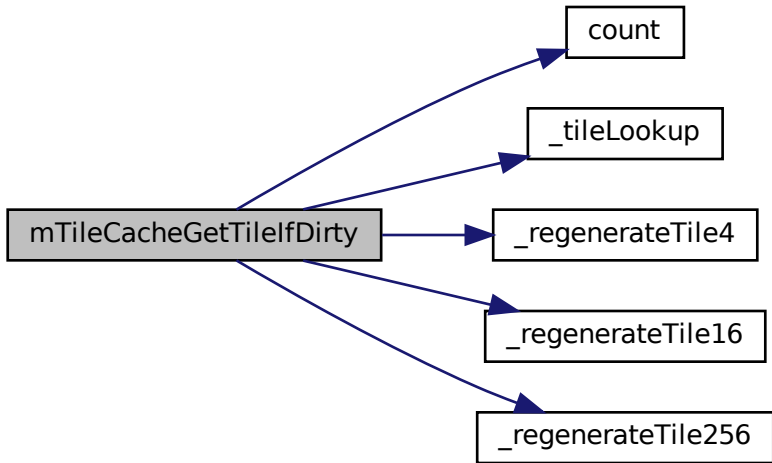 count
_tileLookup
mTileCacheGetTileIfDirty
_regenerateTile4
_regenerateTile16
_regenerateTile256